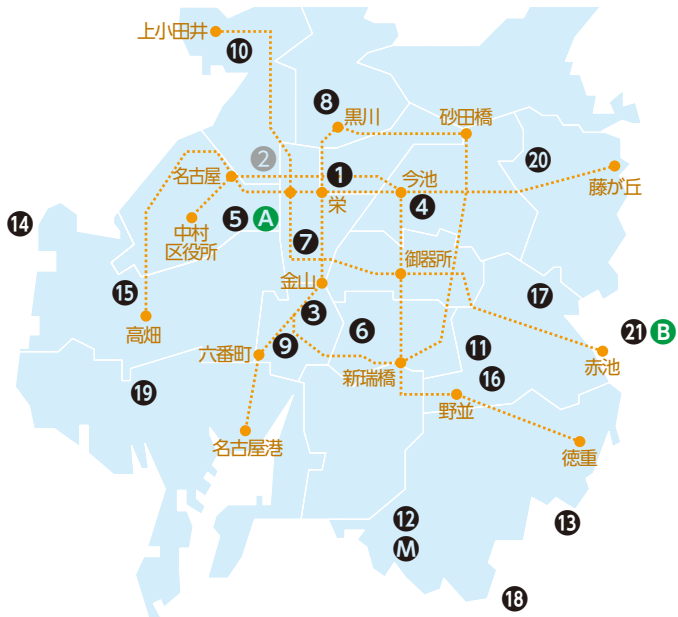 上小田井
⑩
⑧
黒川
砂田橋
②
名古屋
①
今池
⑳
藤が丘
栄
⑭
中村
区役所
⑤
A
④
⑦
御器所
金山
⑮
⑰
高畑
③
⑥
㉑
B
六番町
⑨
⑪
赤池
新瑞橋
⑯
⑲
野並
名古屋港
徳重
⑫
⑬
M
⑱